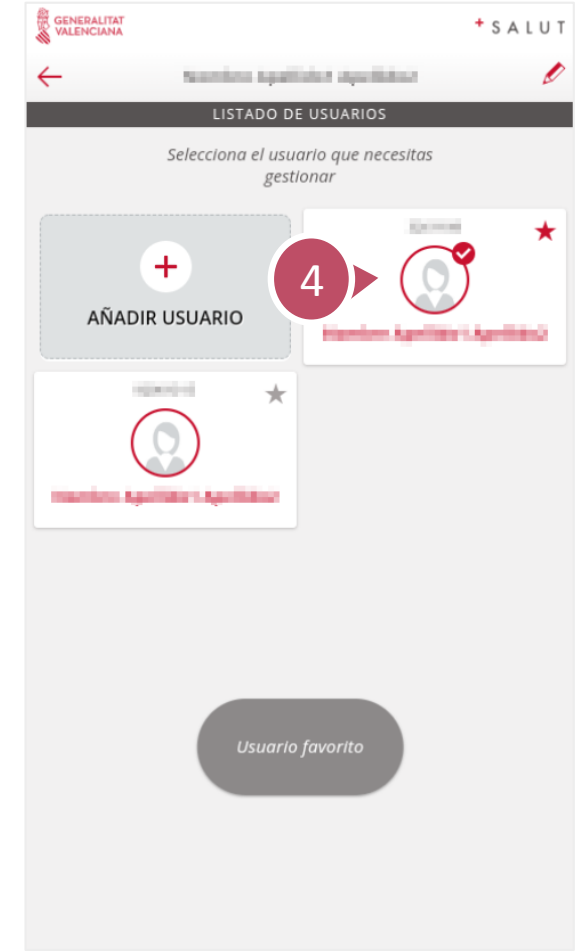 GENERALITAT
VALENCIANA
+SALUT
LISTADO DE USUARIOS
Selecciona el usuario que necesitas
gestionar
AÑADIR USUARIO
4
Usuario favorito